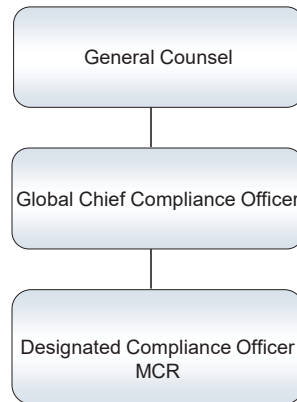 General Counsel
Global Chief Compliance Officer
Designated Compliance Officer
MCR